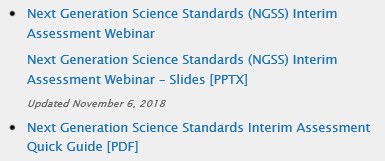 Next Generation Science Standards (NGSS) Interim
Assessment Webinar
Next Generation Science Standards (NGSS) Interim
Assessment Webinar – Slides [PPTX]
Updated November 6, 2018
Next Generation Science Standards Interim Assessment
Quick Guide [PDF]